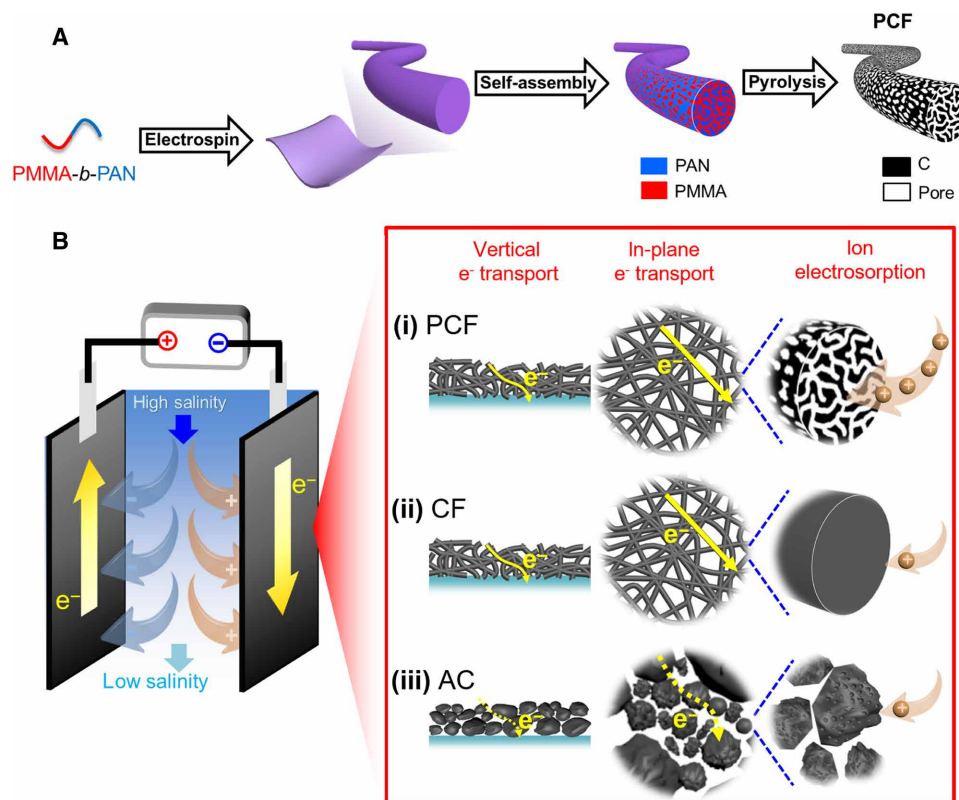 A
PCF
Electrospin
Self-assembly
Pyrolysis
PMMA-b-PAN
PAN
PMMA
C
Pore
B
+
−
High salinity
e⁻
e⁻
− +
− +
− +
Low salinity
Vertical
e⁻ transport
In-plane
e⁻ transport
Ion
electrosorption
(i) PCF
e⁻
e⁻
+
+
+
+
(ii) CF
e⁻
e⁻
+
(iii) AC
e⁻
e⁻
+